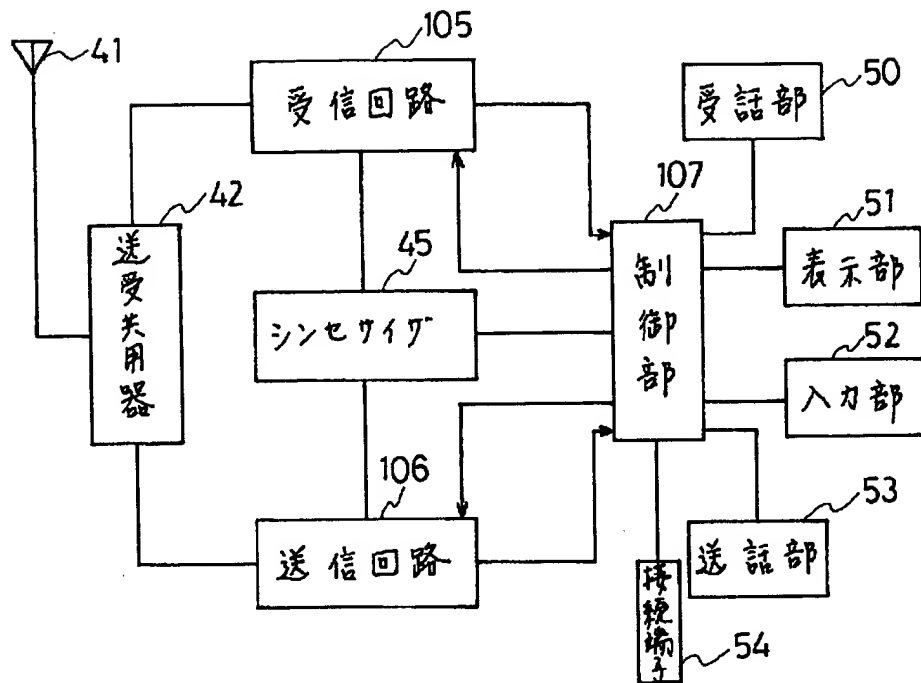 41
105
受信回路
50
受話部
42
送受共用器
107
制御部
51
表示部
45
シンセサイザ
52
入力部
106
送信回路
53
送話部
接続端子
54